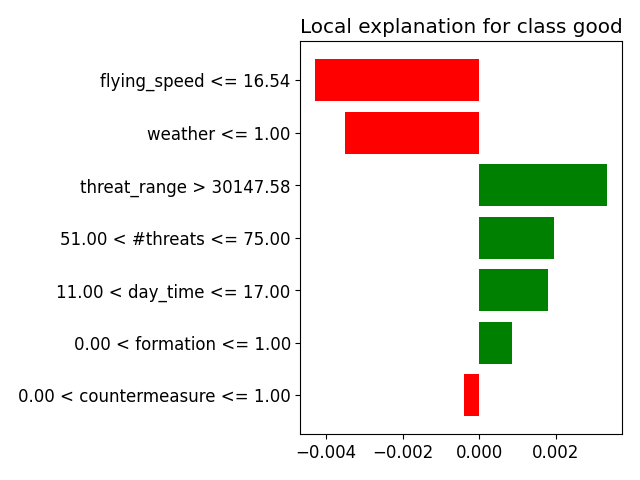 Local explanation for class good
flying_speed <= 16.54
weather <= 1.00
threat_range > 30147.58
51.00 < #threats <= 75.00
11.00 < day_time <= 17.00
0.00 < formation <= 1.00
0.00 < countermeasure <= 1.00
−0.004 −0.002 0.000 0.002